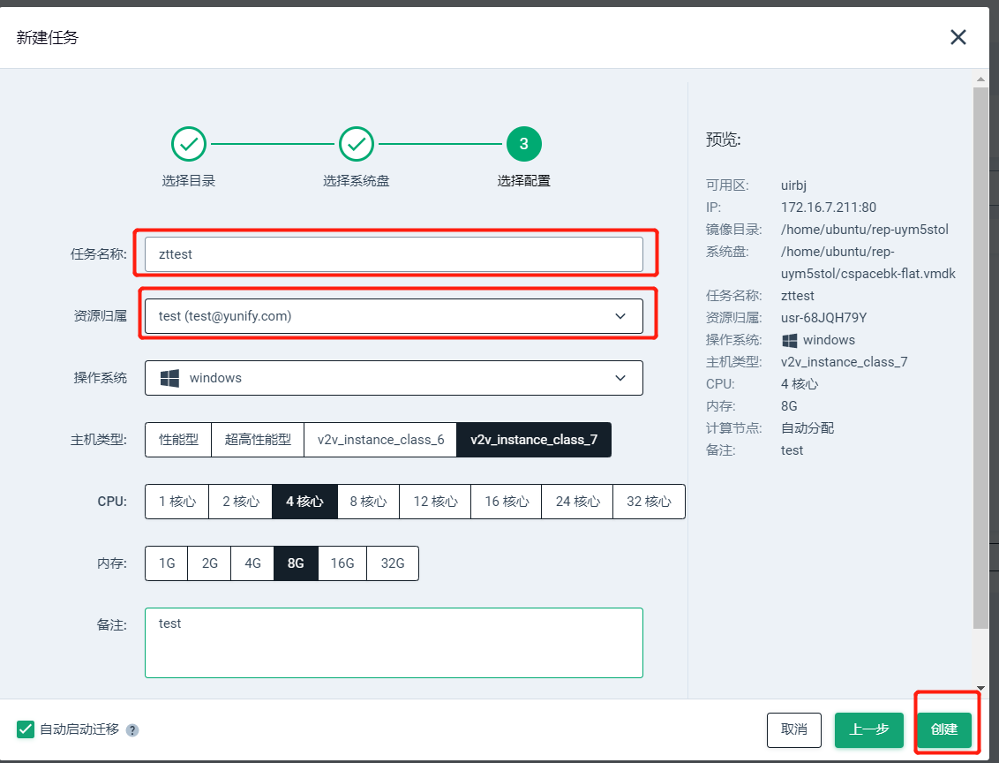 新建任务
3
选择目录
选择系统盘
选择配置
任务名称: zttest
资源归属 test (test@yunify.com)
操作系统 windows
主机类型: 性能型 超高性能型 v2v_instance_class_6 v2v_instance_class_7
CPU: 1 核心 2 核心 4 核心 8 核心 12 核心 16 核心 24 核心 32 核心
内存: 1G 2G 4G 8G 16G 32G
备注: test
预览:
可用区: uirbj
IP: 172.16.7.211:80
镜像目录: /home/ubuntu/rep-uym5stol
系统盘: /home/ubuntu/rep-
uym5stol/cspacebk-flat.vmdk
任务名称: zttest
资源归属: usr-68JQH79Y
操作系统: windows
主机类型: v2v_instance_class_7
CPU: 4 核心
内存: 8G
计算节点: 自动分配
备注: test
自动启动迁移 ?
取消 上一步 创建